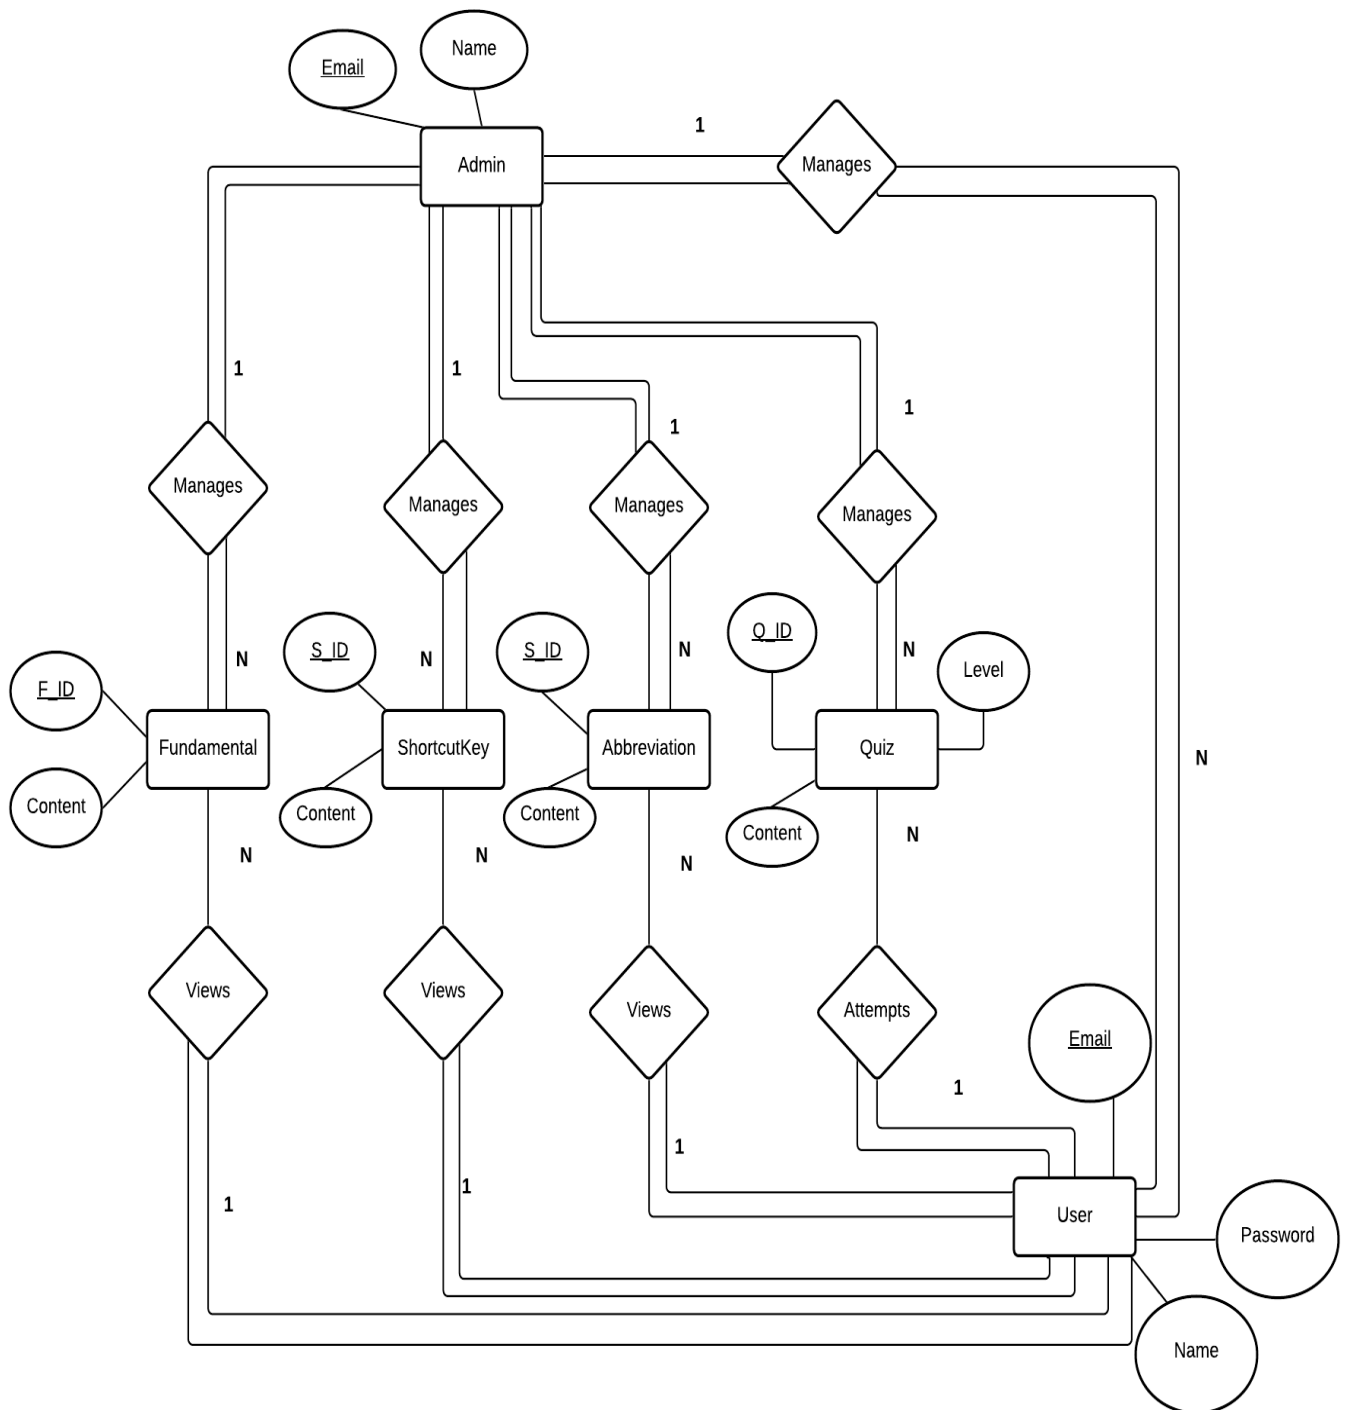 Name
Email
1
Admin
Manages
1
1
1
1
Manages
Manages
Manages
Manages
Q_ID
N
N
N
N
S_ID
S_ID
Level
F_ID
Fundamental
ShortcutKey
Abbreviation
Quiz
N
Content
Content
Content
Content
N
N
N
N
Views
Views
Views
Attempts
Email
1
1
1
1
User
Password
Name